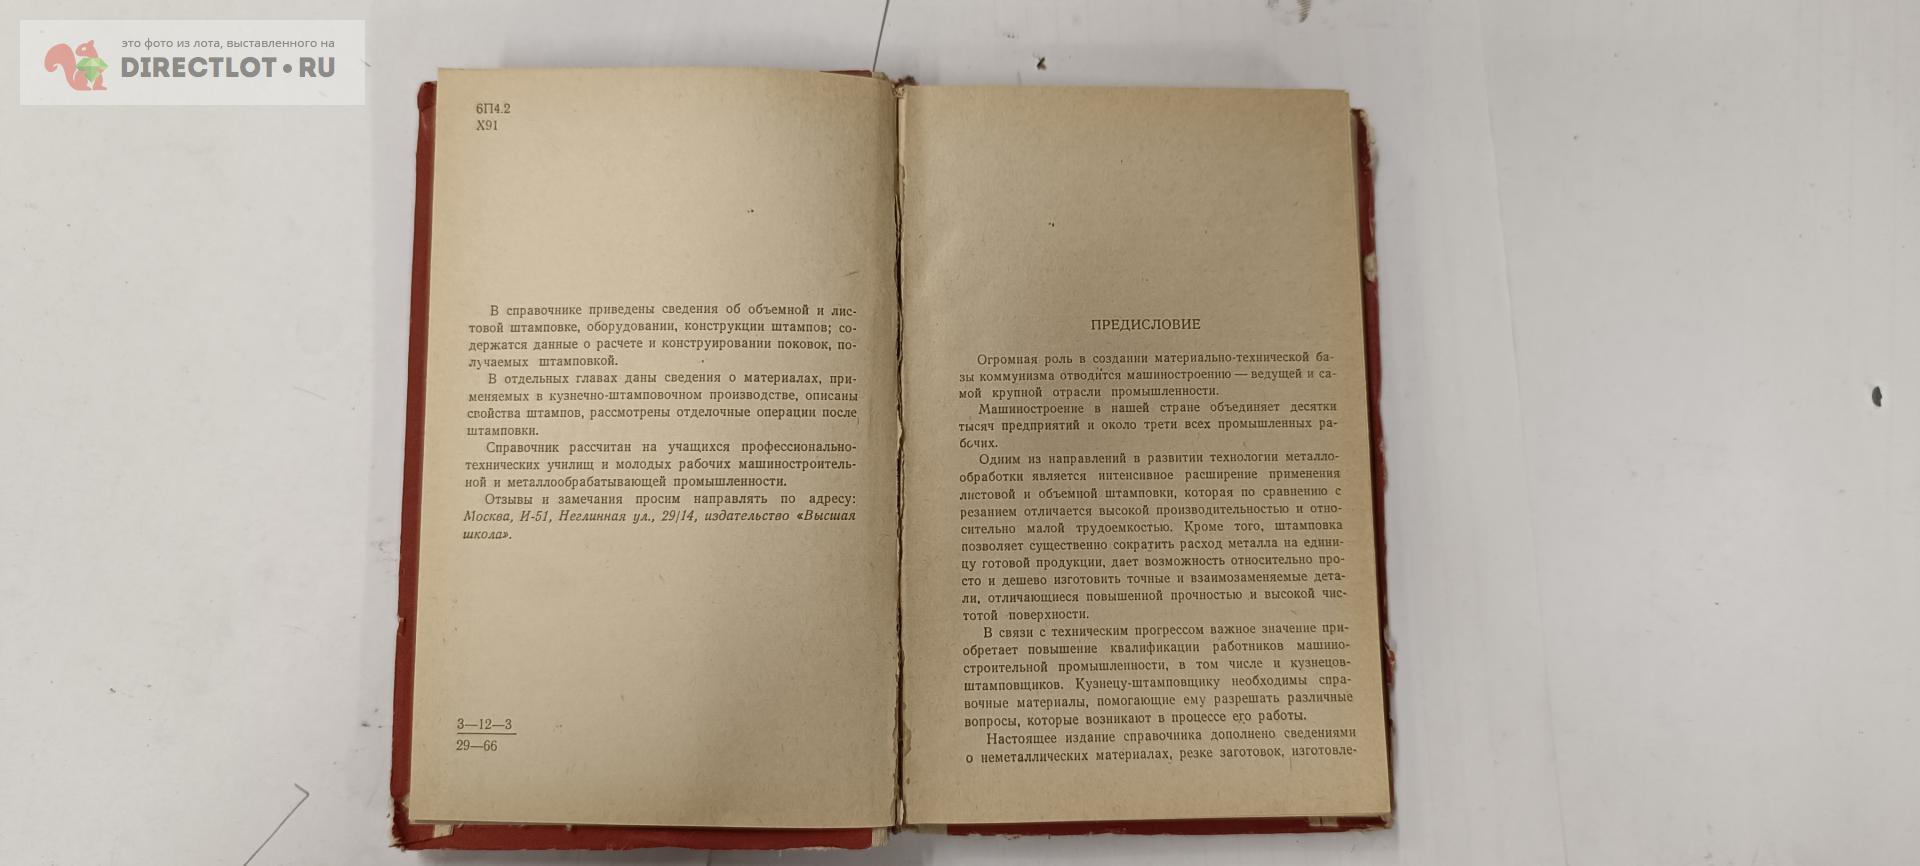 это фото из лота, выставленного на
DIRECTLOT•RU
6П4.2
Х91
В справочнике приведены сведения об объемной и лис-
товой штамповке, оборудовании, конструкции штампов; со-
держатся данные о расчете и конструировании поковок, по-
лучаемых штамповкой.
В отдельных главах даны сведения о материалах, при-
меняемых в кузнечно-штамповочном производстве, описаны
свойства штампов, рассмотрены отделочные операции после
штамповки.
Справочник рассчитан на учащихся профессионально-
технических училищ и молодых рабочих машиностроитель-
ной и металлообрабатывающей промышленности.
Отзывы и замечания просим направлять по адресу:
Москва, И-51, Неглинная ул., 29/14, издательство «Высшая
школа».
3—12—3
29—66
ПРЕДИСЛОВИЕ
Огромная роль в создании материально-технической ба-
зы коммунизма отводится машиностроению — ведущей и са-
мой крупной отрасли промышленности.
Машиностроение в нашей стране объединяет десятки
тысяч предприятий и около трети всех промышленных ра-
бочих.
Одним из направлений в развитии технологии металло-
обработки является интенсивное расширение применения
листовой и объемной штамповки, которая по сравнению с
резанием отличается высокой производительностью и отно-
сительно малой трудоемкостью. Кроме того, штамповка
позволяет существенно сократить расход металла на едини-
цу готовой продукции, дает возможность относительно про-
сто и дешево изготовить точные и взаимозаменяемые дета-
ли, отличающиеся повышенной прочностью и высокой чис-
тотой поверхности.
В связи с техническим прогрессом важное значение при-
обретает повышение квалификации работников машино-
строительной промышленности, в том числе и кузнецов-
штамповщиков. Кузнецу-штамповщику необходимы спра-
вочные материалы, помогающие ему разрешать различные
вопросы, которые возникают в процессе его работы.
Настоящее издание справочника дополнено сведениями
о неметаллических материалах, резке заготовок, изготовле-